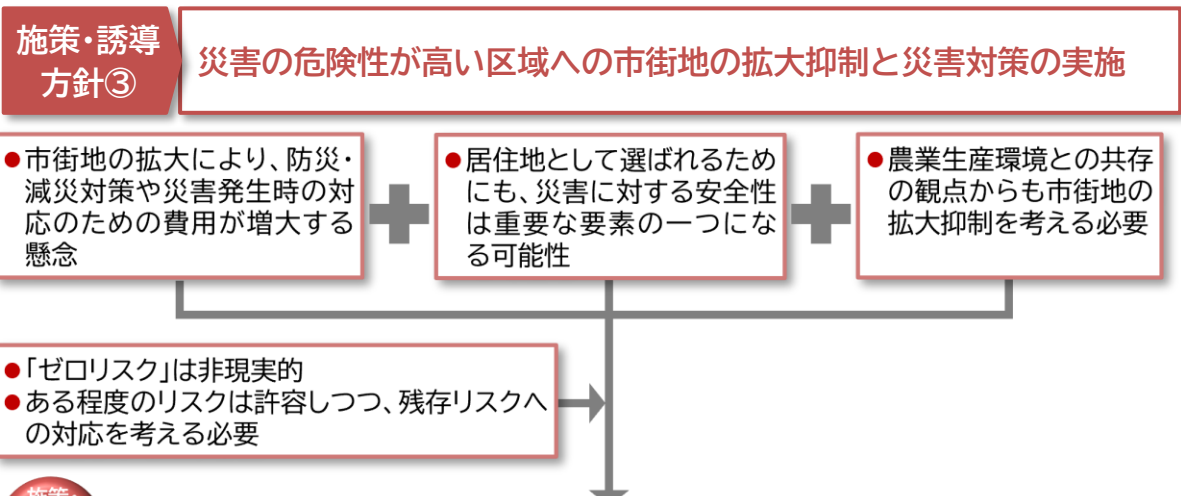 施策・誘導
方針③
災害の危険性が高い区域への市街地の拡大抑制と災害対策の実施
●市街地の拡大により、防災・
減災対策や災害発生時の対
応のための費用が増大する
懸念
●居住地として選ばれるため
にも、災害に対する安全性
は重要な要素の一つにな
る可能性
●農業生産環境との共存
の観点からも市街地の
拡大抑制を考える必要
●「ゼロリスク」は非現実的
●ある程度のリスクは許容しつつ、残存リスクへ
の対応を考える必要
施策・